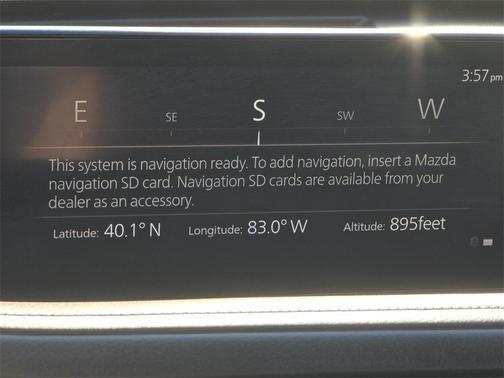 3:57pm
E SE S SW W
This system is navigation ready. To add navigation, insert a Mazda
navigation SD card. Navigation SD cards are available from your
dealer as an accessory.
Latitude: 40.1° N Longitude: 83.0° W Altitude: 895feet